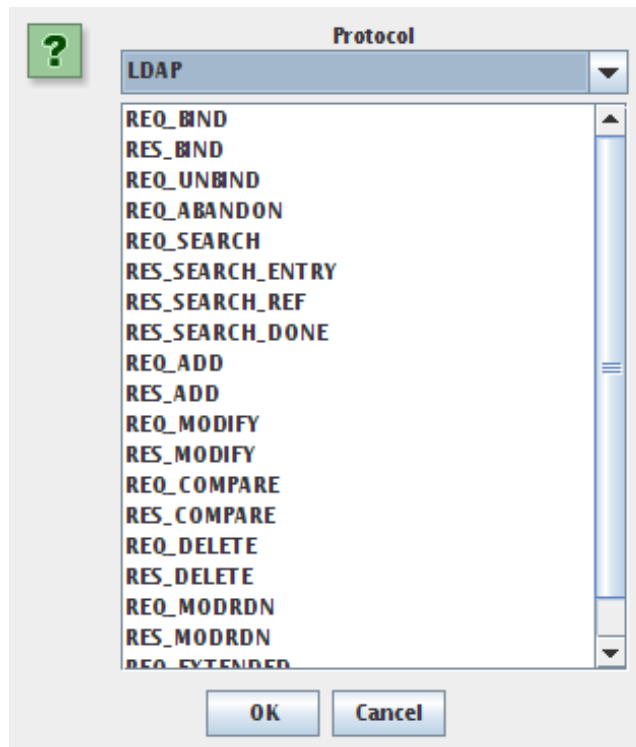 ?
Protocol
LDAP
REQ_BIND
RES_BIND
REQ_UNBIND
REQ_ABANDON
REQ_SEARCH
RES_SEARCH_ENTRY
RES_SEARCH_REF
RES_SEARCH_DONE
REQ_ADD
RES_ADD
REQ_MODIFY
RES_MODIFY
REQ_COMPARE
RES_COMPARE
REQ_DELETE
RES_DELETE
REQ_MODRDN
RES_MODRDN
REQ_EXTENDED
OK Cancel